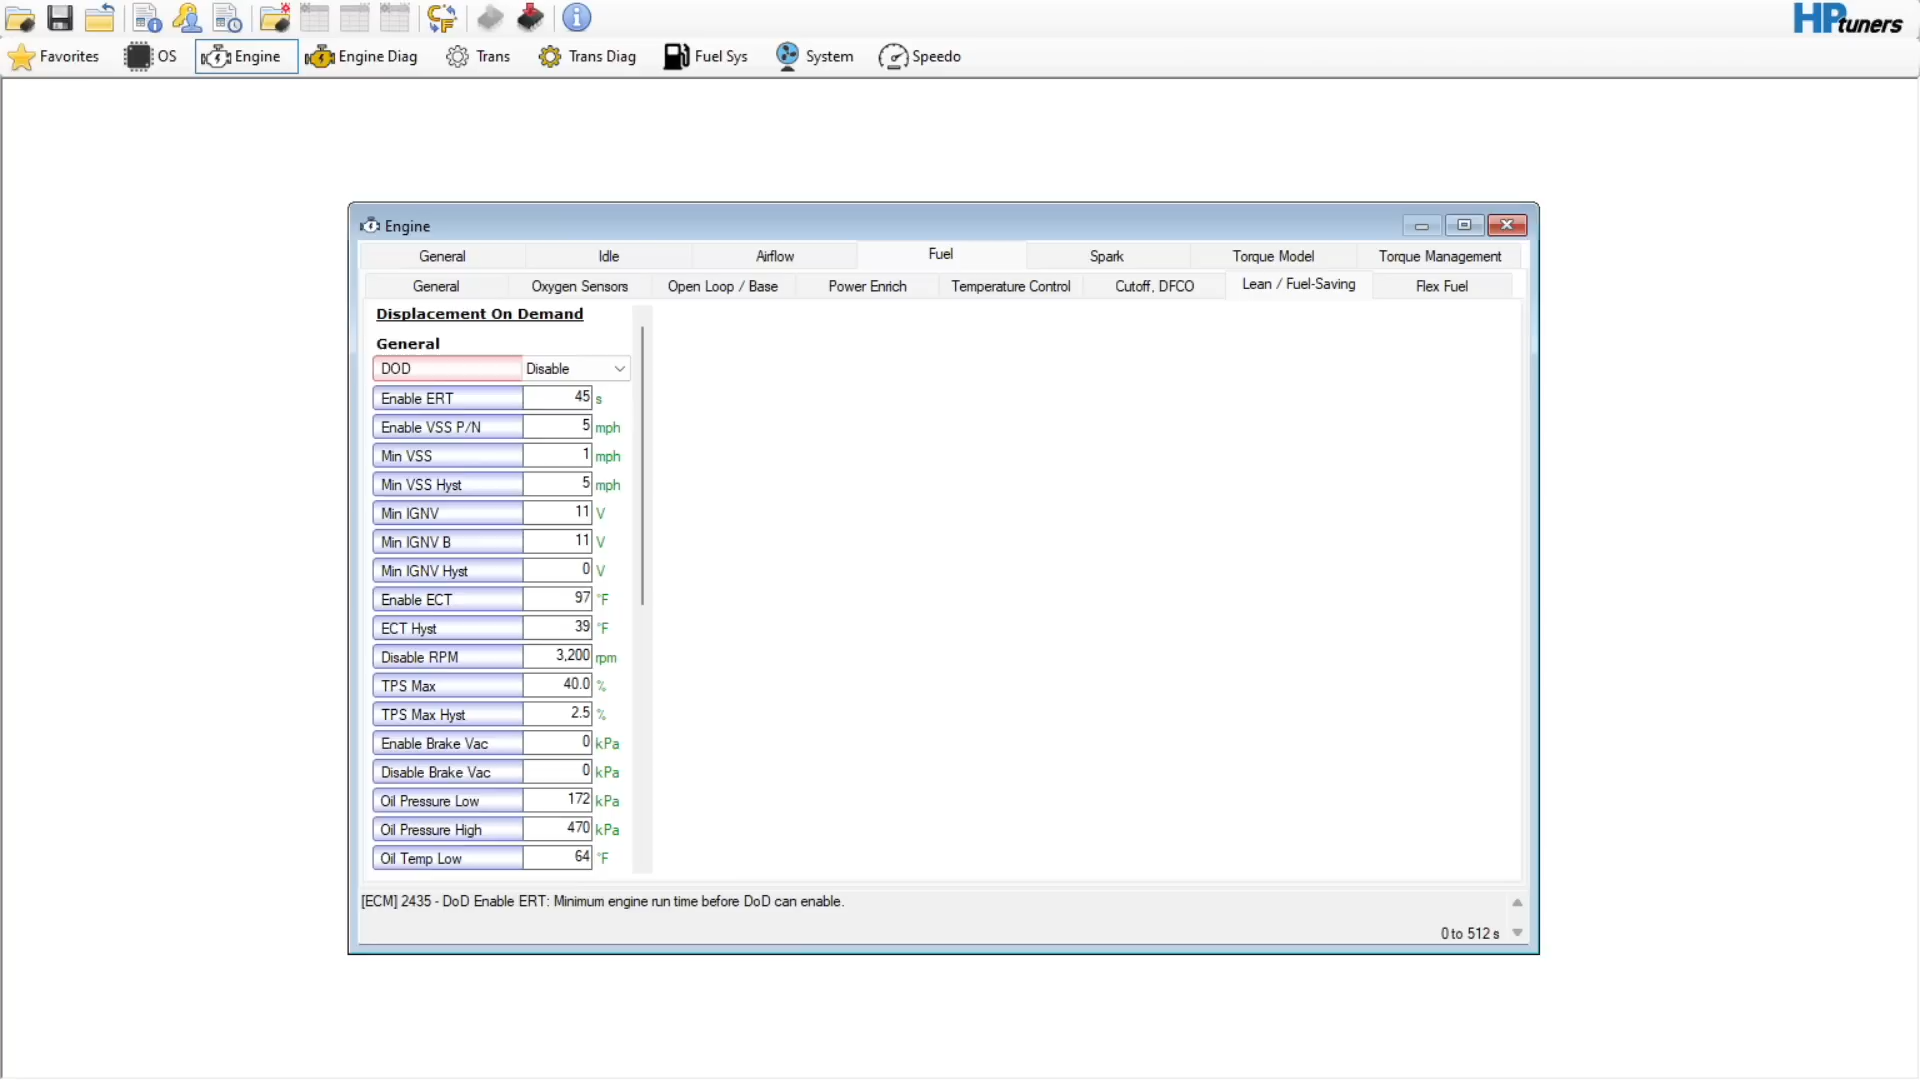 HPtuners
Favorites OS Engine Engine Diag Trans Trans Diag Fuel Sys System Speedo
Engine
General Idle Airflow Fuel Spark Torque Model Torque Management
General Oxygen Sensors Open Loop / Base Power Enrich Temperature Control Cutoff, DFCO Lean / Fuel-Saving Flex Fuel
Displacement On Demand
General
DOD Disable
Enable ERT 45 s
Enable VSS P/N 5 mph
Min VSS 1 mph
Min VSS Hyst 5 mph
Min IGNV 11 V
Min IGNV B 11 V
Min IGNV Hyst 0 V
Enable ECT 97 °F
ECT Hyst 39 °F
Disable RPM 3,200 rpm
TPS Max 40.0 %
TPS Max Hyst 2.5 %
Enable Brake Vac 0 kPa
Disable Brake Vac 0 kPa
Oil Pressure Low 172 kPa
Oil Pressure High 470 kPa
Oil Temp Low 64 °F
[ECM] 2435 - DoD Enable ERT: Minimum engine run time before DoD can enable.
0 to 512 s